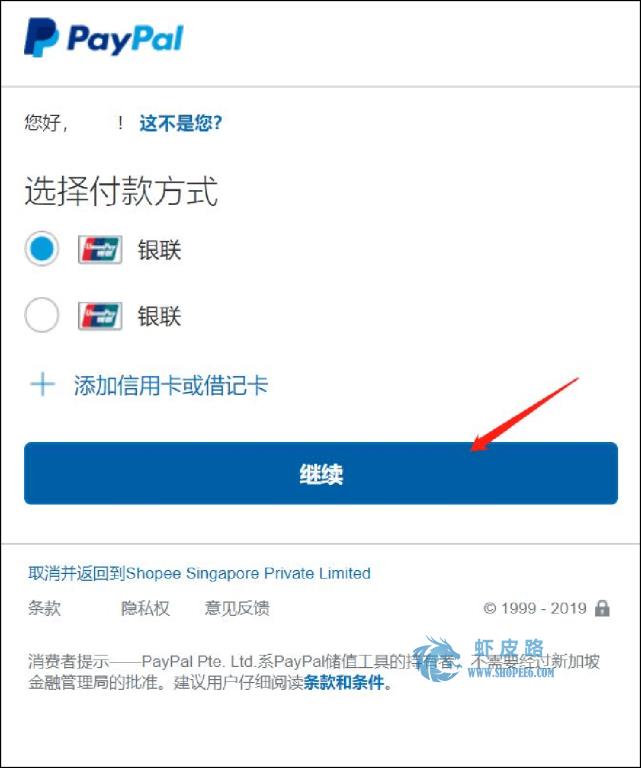 PayPal
您好， ！ 这不是您?
选择付款方式
银联
银联
+ 添加信用卡或借记卡
继续
取消并返回到Shopee Singapore Private Limited
条款 隐私权 意见反馈 © 1999 - 2019
消费者提示——PayPal Pte. Ltd.系PayPal储值工具的持有者，不需要经过新加坡
金融管理局的批准。建议用户仔细阅读条款和条件。
虾皮路
WWW.SHOPEE6.COM